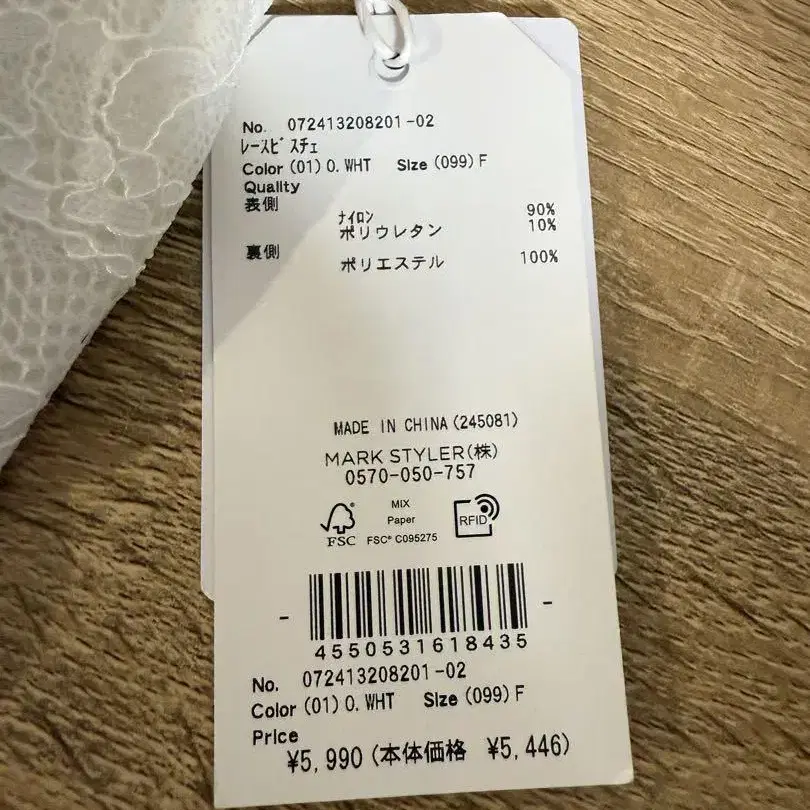 No. 072413208201-02
ﾚｰｽﾋﾞｽﾁｪ
Color (01) O. WHT Size (099) F
Quality
表側
ﾅｲﾛﾝ 90%
ポリウレタン 10%
裏側
ポリエステル 100%
MADE IN CHINA (245081)
MARK STYLER(株)
0570-050-757
MIX
Paper
FSC FSC® C095275
RFID
4550531618435
No. 072413208201-02
Color (01) O. WHT Size (099) F
Price
¥5,990 (本体価格 ¥5,446)